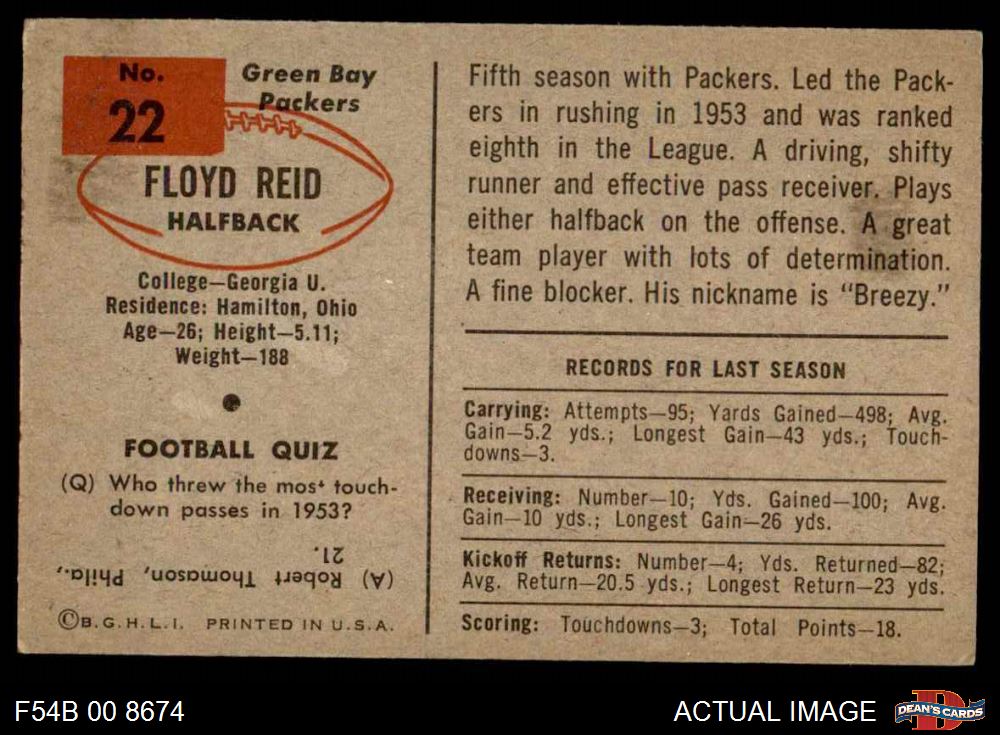 No.
22
Green Bay
Packers
FLOYD REID
HALFBACK
College—Georgia U.
Residence: Hamilton, Ohio
Age—26; Height—5.11;
Weight—188
FOOTBALL QUIZ
(Q) Who threw the most touch-
down passes in 1953?
(A) Robert Thomason, Phila.,
21.
©B.G.H.L.I. PRINTED IN U.S.A.
Fifth season with Packers. Led the Pack-
ers in rushing in 1953 and was ranked
eighth in the League. A driving, shifty
runner and effective pass receiver. Plays
either halfback on the offense. A great
team player with lots of determination.
A fine blocker. His nickname is "Breezy."
RECORDS FOR LAST SEASON
Carrying: Attempts—95; Yards Gained—498; Avg.
Gain—5.2 yds.; Longest Gain—43 yds.; Touch-
downs—3.
Receiving: Number—10; Yds. Gained—100; Avg.
Gain—10 yds.; Longest Gain—26 yds.
Kickoff Returns: Number—4; Yds. Returned—82;
Avg. Return—20.5 yds.; Longest Return—23 yds.
Scoring: Touchdowns—3; Total Points—18.
F54B 00 8674
ACTUAL IMAGE
D
DEAN'S CARDS